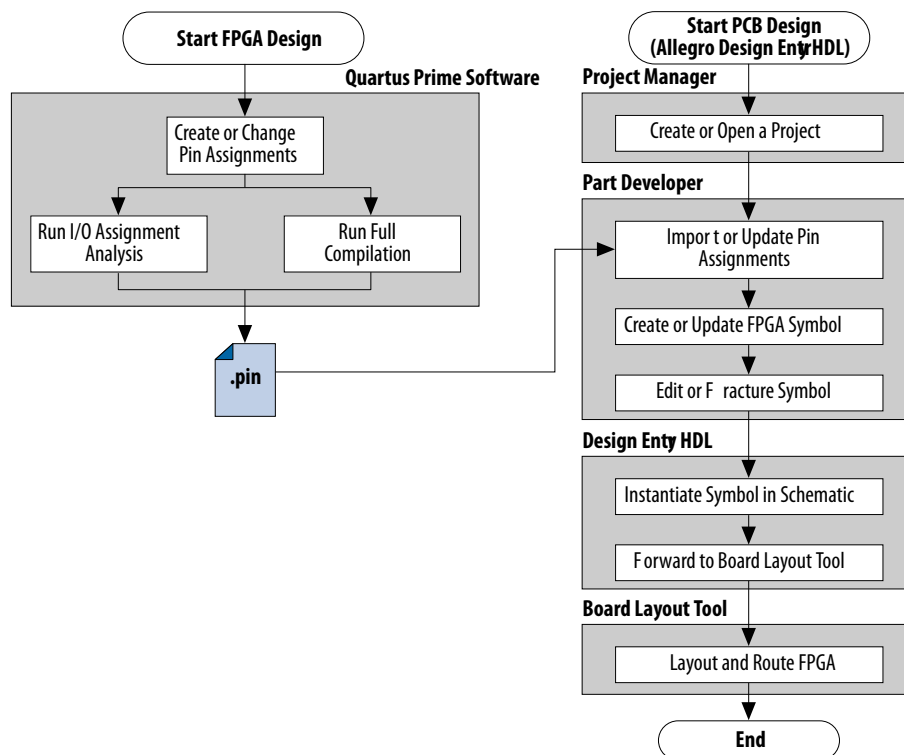 Start FPGA Design
Quartus Prime Software
Create or Change
Pin Assignments
Run I/O Assignment
Analysis
Run Full
Compilation
.pin
Start PCB Design
(Allegro Design Enty HDL)
Project Manager
Create or Open a Project
Part Developer
Impor t or Update Pin
Assignments
Create or Update FPGA Symbol
Edit or F racture Symbol
Design Enty HDL
Instantiate Symbol in Schematic
F orward to Board Layout Tool
Board Layout Tool
Layout and Route FPGA
End